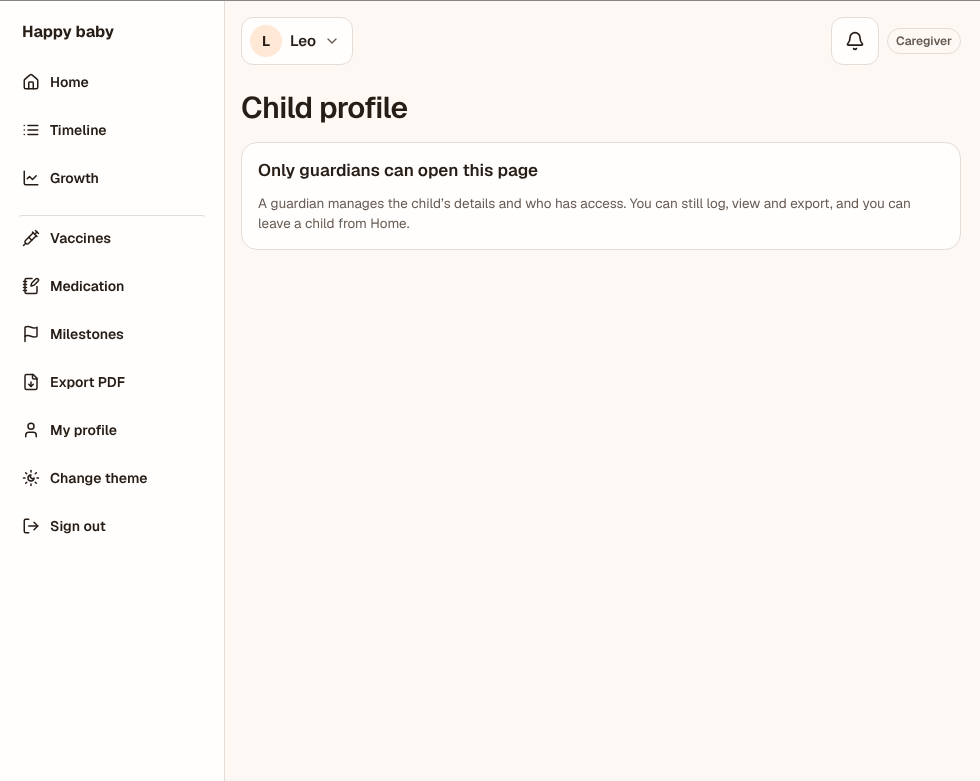 Happy baby
Home
Timeline
Growth
Vaccines
Medication
Milestones
Export PDF
My profile
Change theme
Sign out
L Leo
Caregiver
Child profile
Only guardians can open this page
A guardian manages the child's details and who has access. You can still log, view and export, and you can
leave a child from Home.